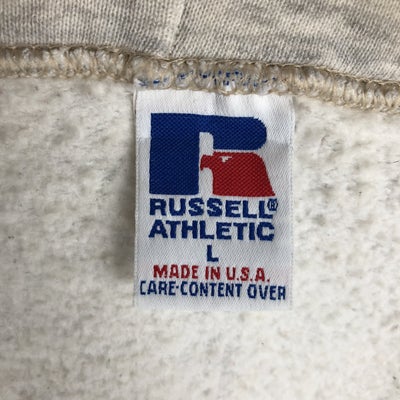 R
RUSSELL®
ATHLETIC
L
MADE IN U.S.A.
CARE-CONTENT OVER